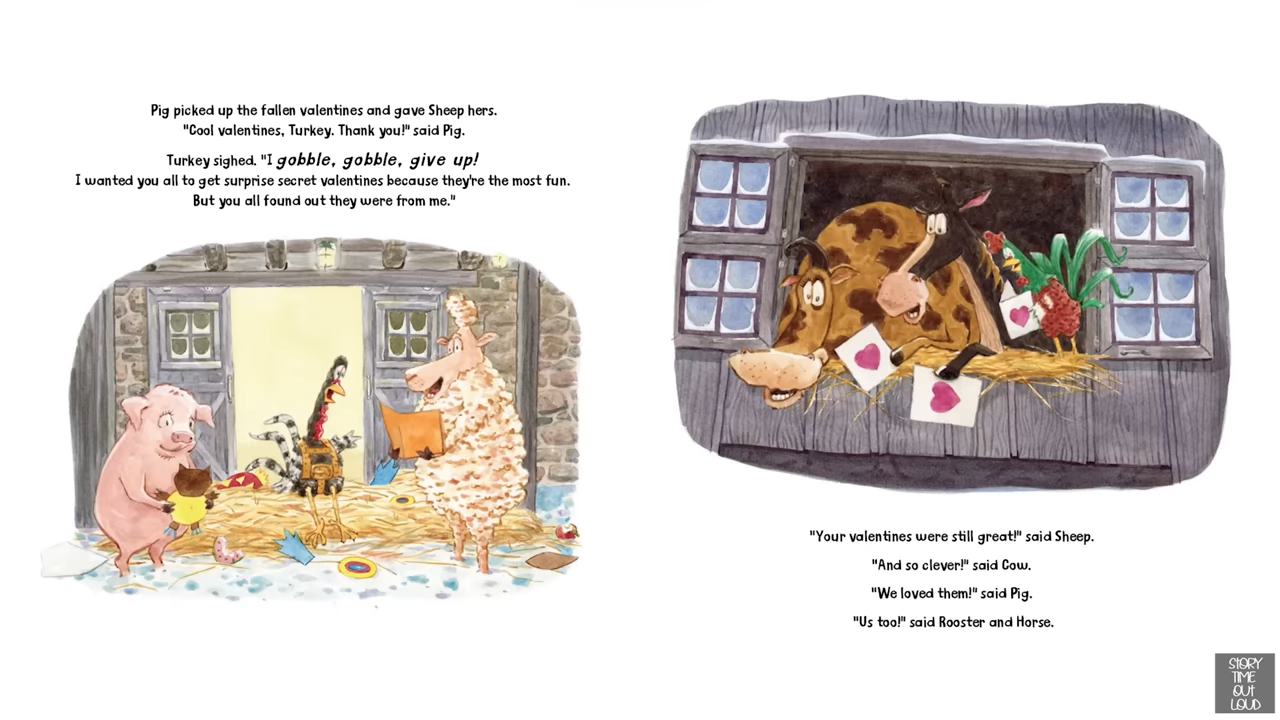 Pig picked up the fallen valentines and gave Sheep hers.
"Cool valentines, Turkey. Thank you!" said Pig.
Turkey sighed. "I gobble, gobble, give up!
I wanted you all to get surprise secret valentines because they're the most fun.
But you all found out they were from me."
"Your valentines were still great!" said Sheep.
"And so clever!" said Cow.
"We loved them!" said Pig.
"Us too!" said Rooster and Horse.
STORY
TIME
OUT
LOUD